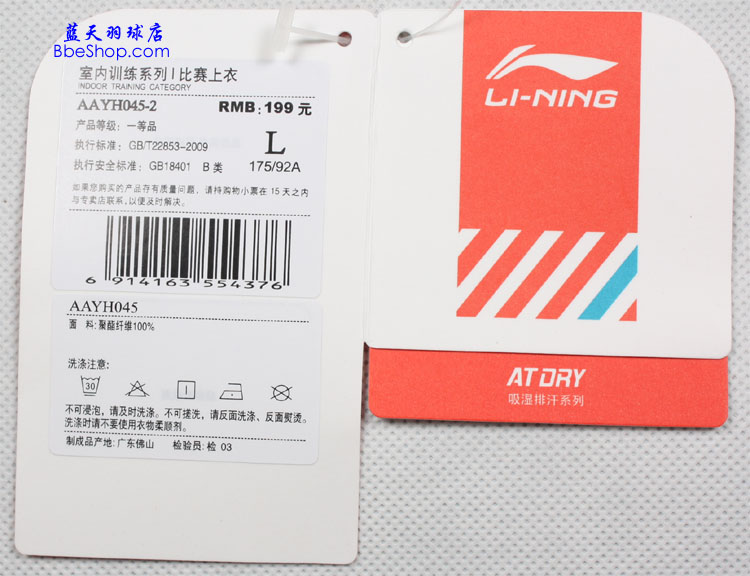 蓝天羽球店
BbeShop.com
室内训练系列 | 比赛上衣
INDOOR TRAINING CATEGORY
AAYH045-2 RMB: 199 元
产品等级: 一等品
执行标准: GB/T22853-2009
L
执行安全标准: GB18401 B 类
175/92A
如果您购买的产品存有质量问题, 请持购物小票在 15 天之内
与专卖店联系,以便及时解决。
6 914163 554376
AAYH045
面 料: 聚酯纤维100%
洗涤注意:
30
不可浸泡, 请及时洗涤。不可搓洗, 请反面洗涤、反面熨烫。
洗涤时请不要使用衣物柔顺剂。
制成品产地: 广东佛山 检验员: 检 03
LI-NING
AT DRY
吸湿排汗系列